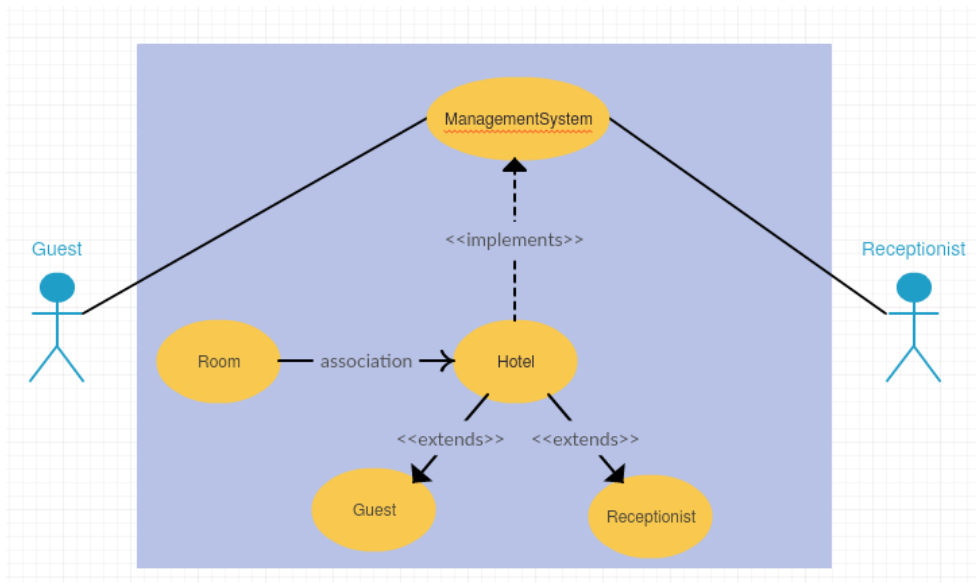 ManagementSystem
<<implements>>
Guest
Receptionist
Room
association
Hotel
<<extends>>
<<extends>>
Guest
Receptionist